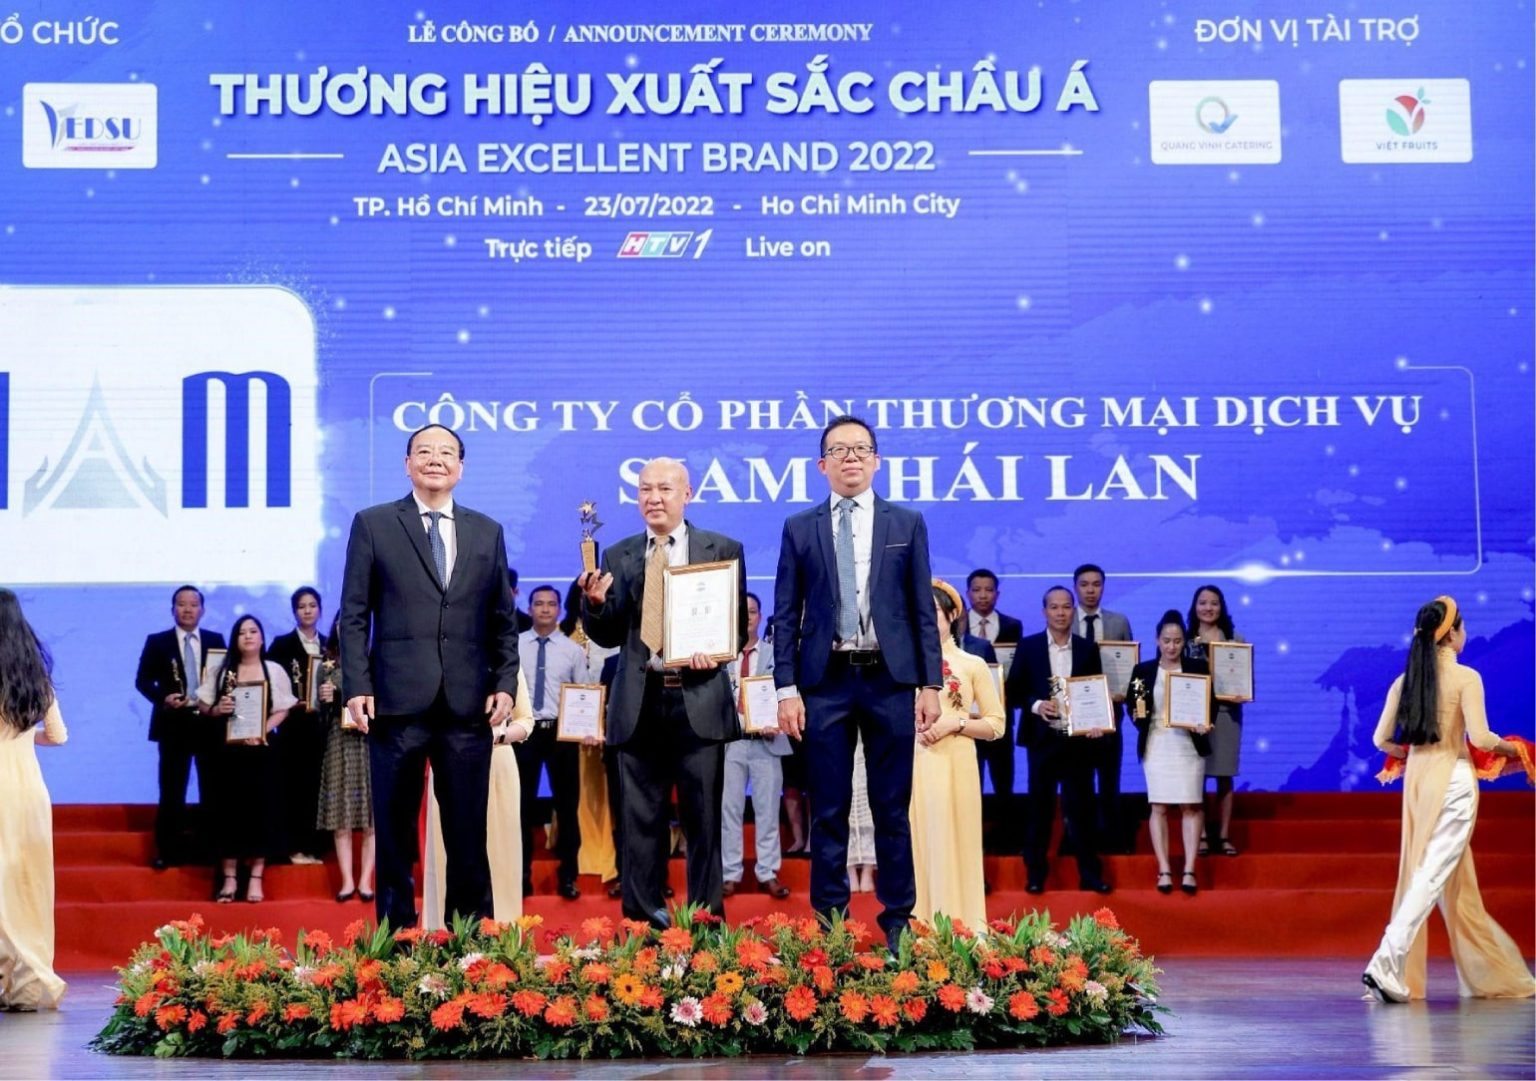 Ổ CHỨC
LỄ CÔNG BỐ / ANNOUNCEMENT CEREMONY
ĐƠN VỊ TÀI TRỢ
VEDSU
THƯƠNG HIỆU XUẤT SẮC CHÂU Á
QUANG VINH CATERING
VIỆT FRUITS
ASIA EXCELLENT BRAND 2022
TP. Hồ Chí Minh - 23/07/2022 - Ho Chi Minh City
Trực tiếp HTV1 Live on
AM
CÔNG TY CỔ PHẦN THƯƠNG MẠI DỊCH VỤ
SIAM THÁI LAN